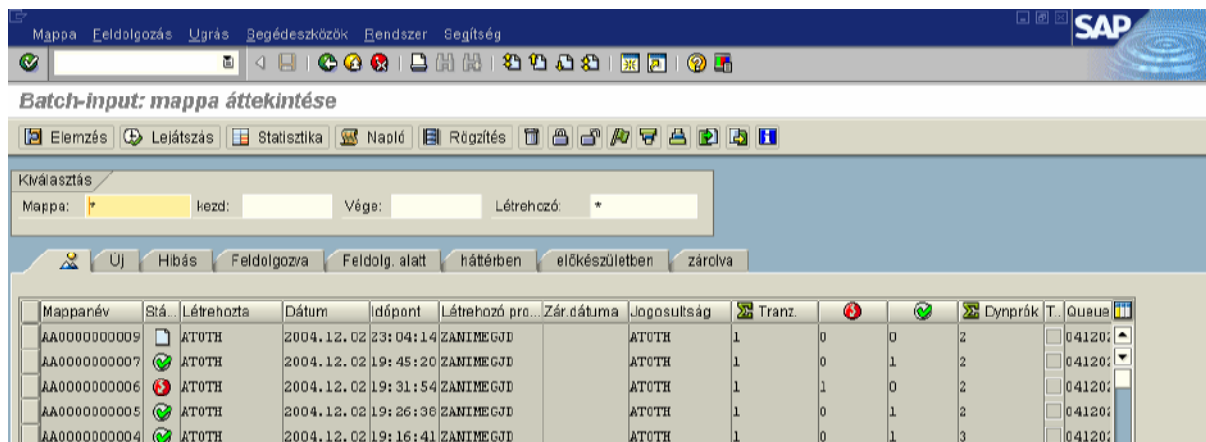 Mappa Feldolgozás Ugrás Segédeszközök Rendszer Segítség
SAP
Batch-input: mappa áttekintése
Elemzés Lejátszás Statisztika Napló Rögzítés
Kiválasztás
Mappa: * kezd: Vége: Létrehozó: *
Új Hibás Feldolgozva Feldolg. alatt háttérben előkészületben zárolva
Mappanév Stá... Létrehozta Dátum Időpont Létrehozó pro... Zár.dátuma Jogosultság Tranz. Dynprók T.. Queue
AA0000000009 ATOTH 2004.12.02 23:04:14 ZANIMEGJD ATOTH 1 0 0 2 04120
AA0000000007 ATOTH 2004.12.02 19:45:20 ZANIMEGJD ATOTH 1 0 1 2 04120
AA0000000006 ATOTH 2004.12.02 19:31:54 ZANIMEGJD ATOTH 1 1 0 2 04120
AA0000000005 ATOTH 2004.12.02 19:26:36 ZANIMEGJD ATOTH 1 0 1 2 04120
AA0000000004 ATOTH 2004.12.02 19:16:41 ZANIMEGJD ATOTH 1 0 1 3 04120